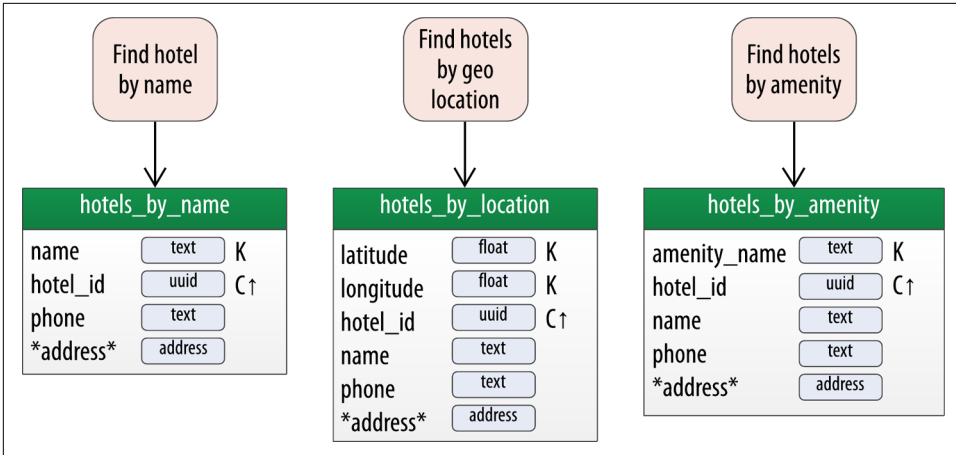 Find hotel
by name
Find hotels
by geo
location
Find hotels
by amenity
hotels_by_name
name text K
hotel_id uuid C↑
phone text
*address* address
hotels_by_location
latitude float K
longitude float K
hotel_id uuid C↑
name text
phone text
*address* address
hotels_by_amenity
amenity_name text K
hotel_id uuid C↑
name text
phone text
*address* address